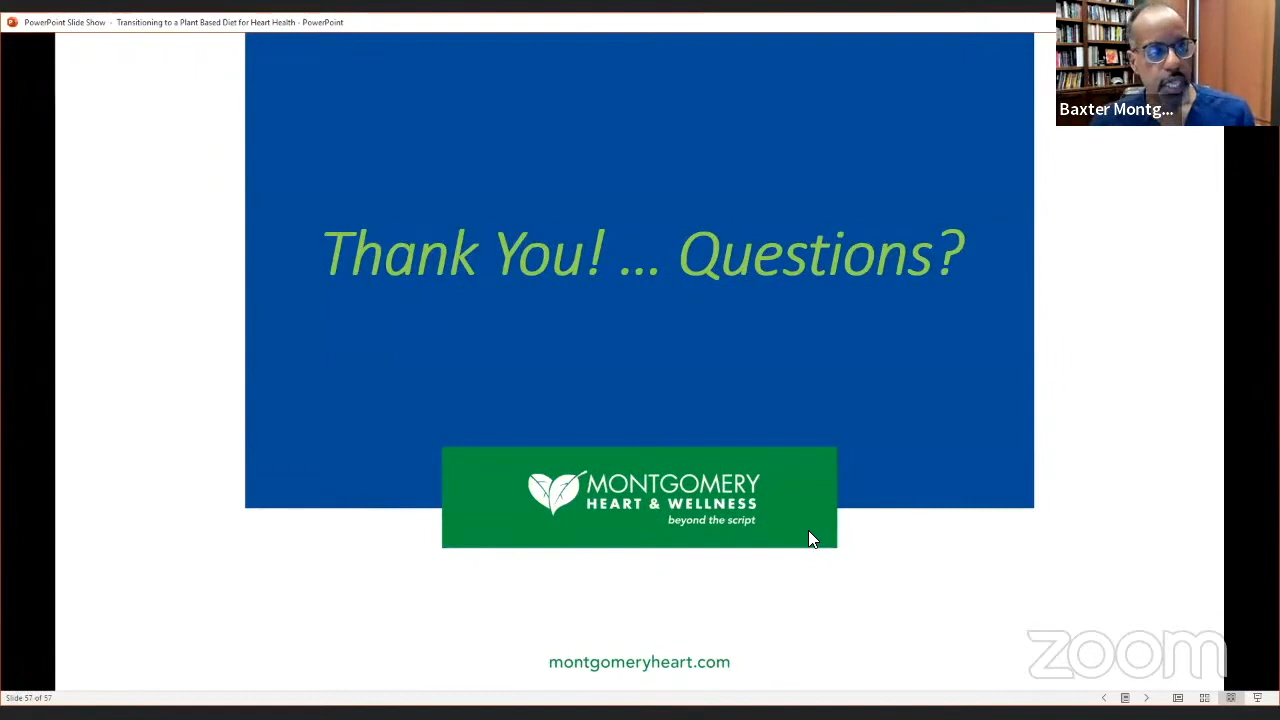 PowerPoint Slide Show - Transitioning to a Plant Based Diet for Heart Health - PowerPoint
Baxter Montg...
Thank You! ... Questions?
MONTGOMERY
HEART & WELLNESS
beyond the script
montgomeryheart.com
zoom
Slide 57 of 57